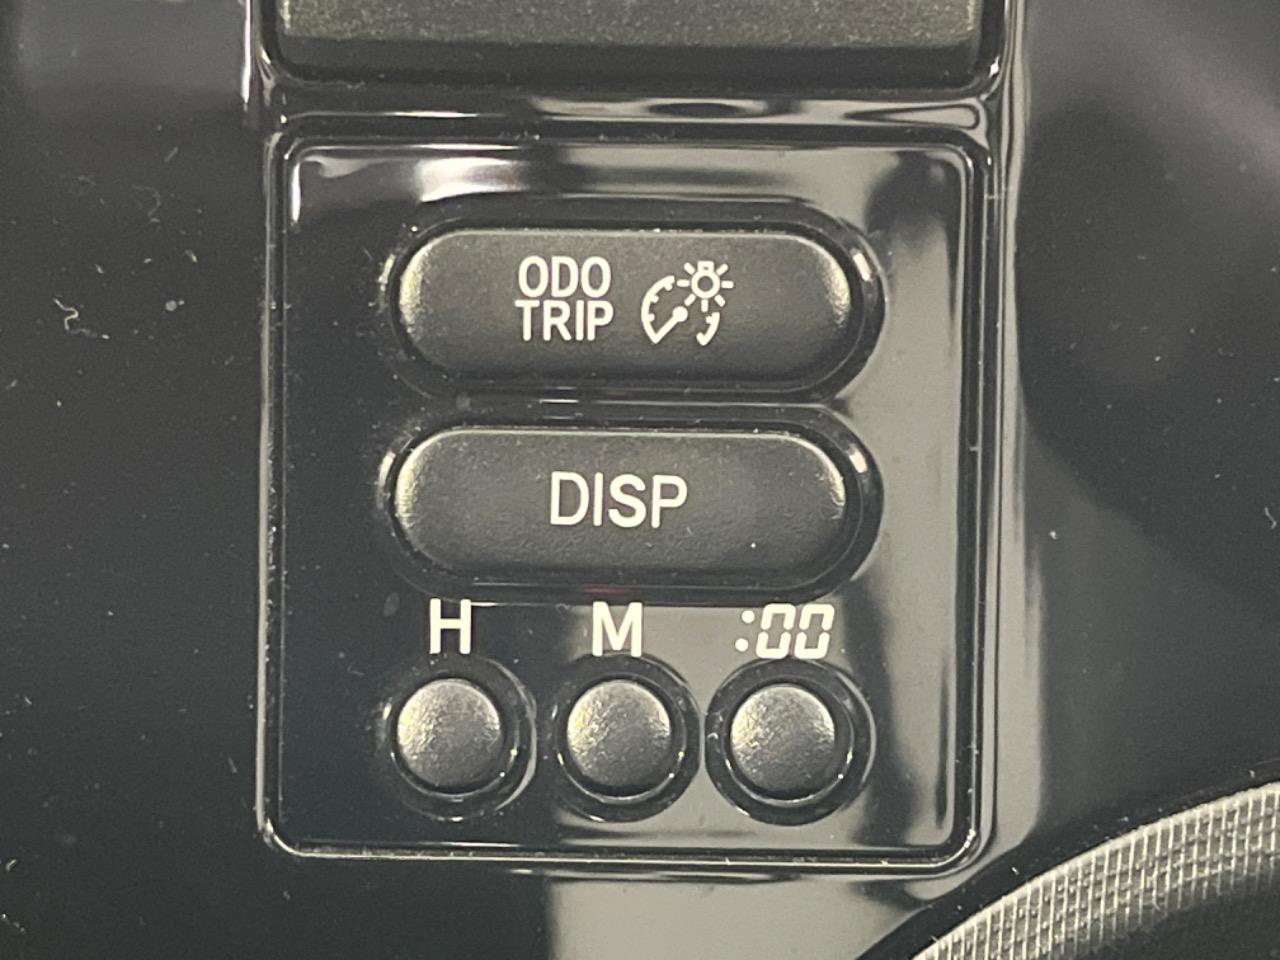 ODO
TRIP
DISP
H M :00